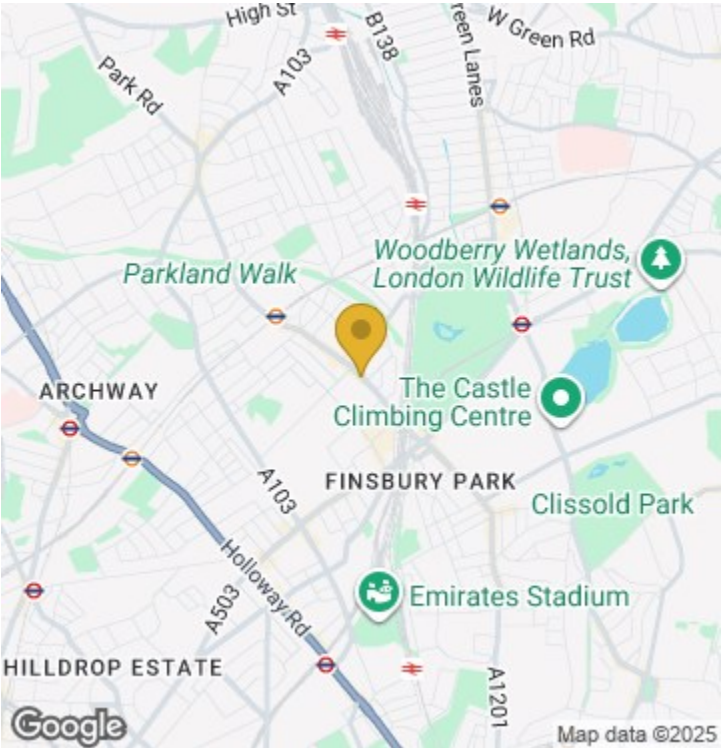 High St
B138
Green Lanes
W Green Rd
A103
Park Rd
Woodberry Wetlands,
London Wildlife Trust
Parkland Walk
ARCHWAY
The Castle
Climbing Centre
A103
FINSBURY PARK
Clissold Park
Holloway Rd
A503
Emirates Stadium
HILLDROP ESTATE
A1201
Google
Map data ©2025